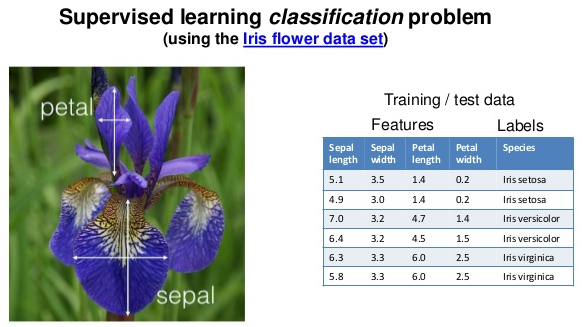 Supervised learning classification problem
(using the Iris flower data set)
petal
sepal
Training / test data
Features Labels
Sepal length Sepal width Petal length Petal width Species
5.1 3.5 1.4 0.2 Iris setosa
4.9 3.0 1.4 0.2 Iris setosa
7.0 3.2 4.7 1.4 Iris versicolor
6.4 3.2 4.5 1.5 Iris versicolor
6.3 3.3 6.0 2.5 Iris virginica
5.8 3.3 6.0 2.5 Iris virginica